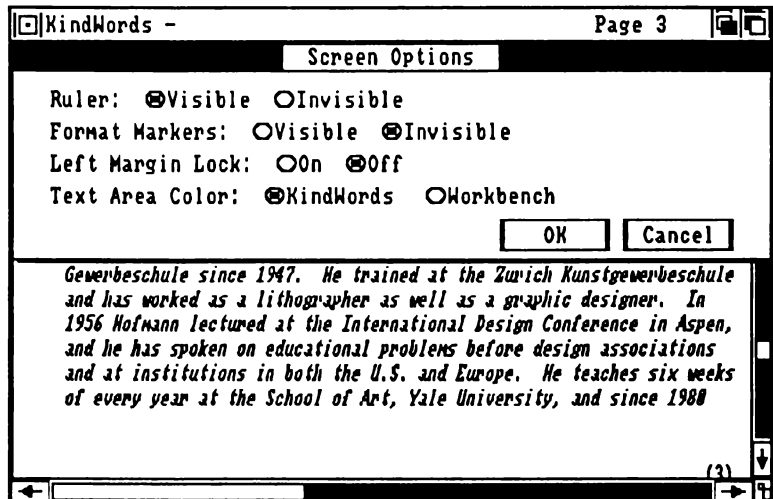 KindWords - Page 3
Screen Options
Ruler: Visible Invisible
Format Markers: Visible Invisible
Left Margin Lock: On Off
Text Area Color: KindWords Workbench
OK Cancel
Gewerbeschule since 1947. He trained at the Zurich Kunstgewerbeschule
and has worked as a lithographer as well as a graphic designer. In
1956 Hofmann lectured at the International Design Conference in Aspen,
and he has spoken on educational problems before design associations
and at institutions in both the U.S. and Europe. He teaches six weeks
of every year at the School of Art, Yale University, and since 1980
(3)